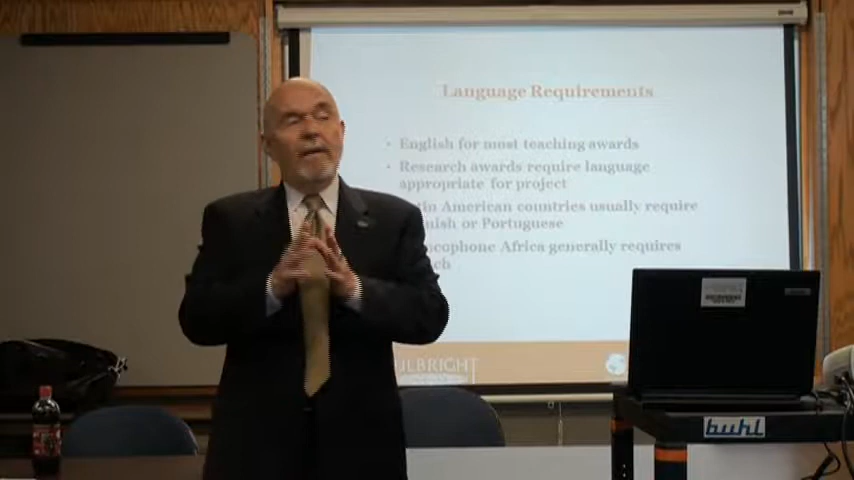 Language Requirements
English for most teaching awards
Research awards require language
appropriate for project
American countries usually require
or Portuguese
Africa generally requires
buhl